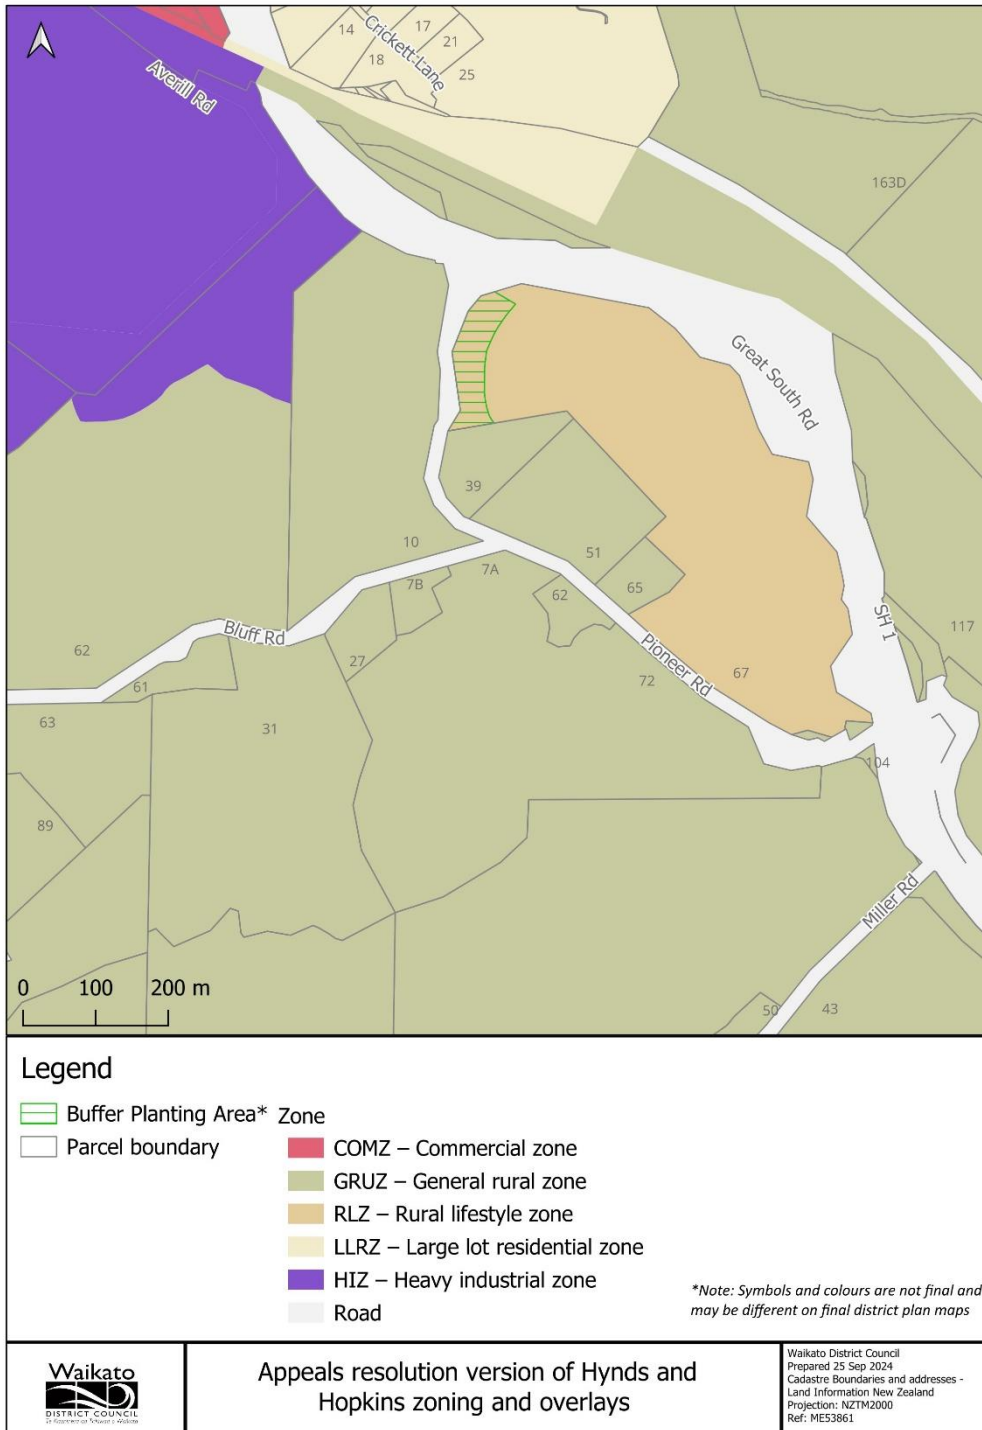 Crickett Lane
14
17
21
18
25
Averill Rd
163D
Great South Rd
39
10
51
7A
7B
65
62
Bluff Rd
62
27
61
Pioneer Rd
67
72
SH 1
117
63
31
89
104
Miller Rd
50
43
0 100 200 m
Legend
Buffer Planting Area*
Parcel boundary
Zone
COMZ – Commercial zone
GRUZ – General rural zone
RLZ – Rural lifestyle zone
LLRZ – Large lot residential zone
HIZ – Heavy industrial zone
Road
*Note: Symbols and colours are not final and
may be different on final district plan maps
Waikato
DISTRICT COUNCIL
Appeals resolution version of Hynds and
Hopkins zoning and overlays
Waikato District Council
Prepared 25 Sep 2024
Cadastre Boundaries and addresses -
Land Information New Zealand
Projection: NZTM2000
Ref: ME53861